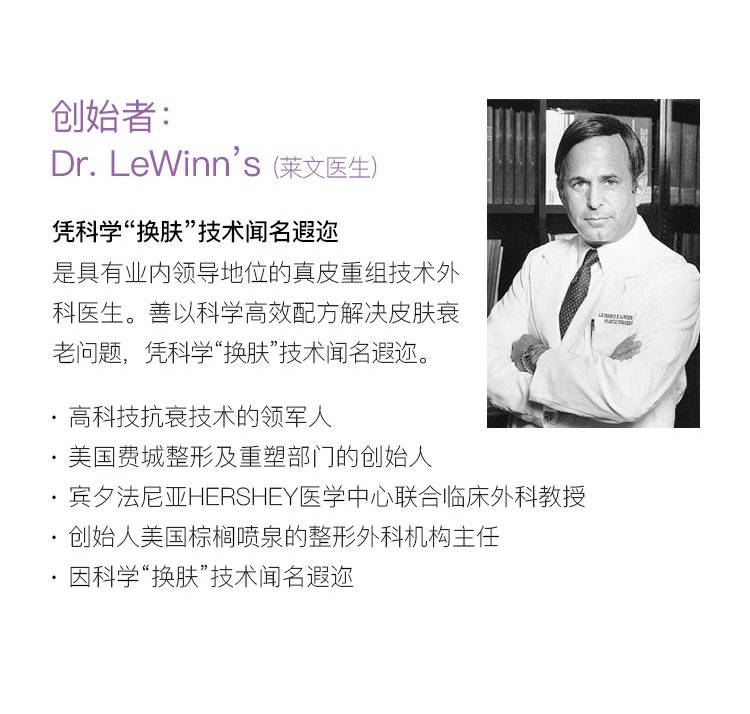 创始者：
Dr. LeWinn’s (莱文医生)
凭科学“换肤”技术闻名遐迩
是具有业内领导地位的真皮重组技术外
科医生。善以科学高效配方解决皮肤衰
老问题，凭科学“换肤”技术闻名遐迩。
· 高科技抗衰技术的领军人
· 美国费城整形及重塑部门的创始人
· 宾夕法尼亚HERSHEY医学中心联合临床外科教授
· 创始人美国棕榈喷泉的整形外科机构主任
· 因科学“换肤”技术闻名遐迩
PLASTIC SURGERY